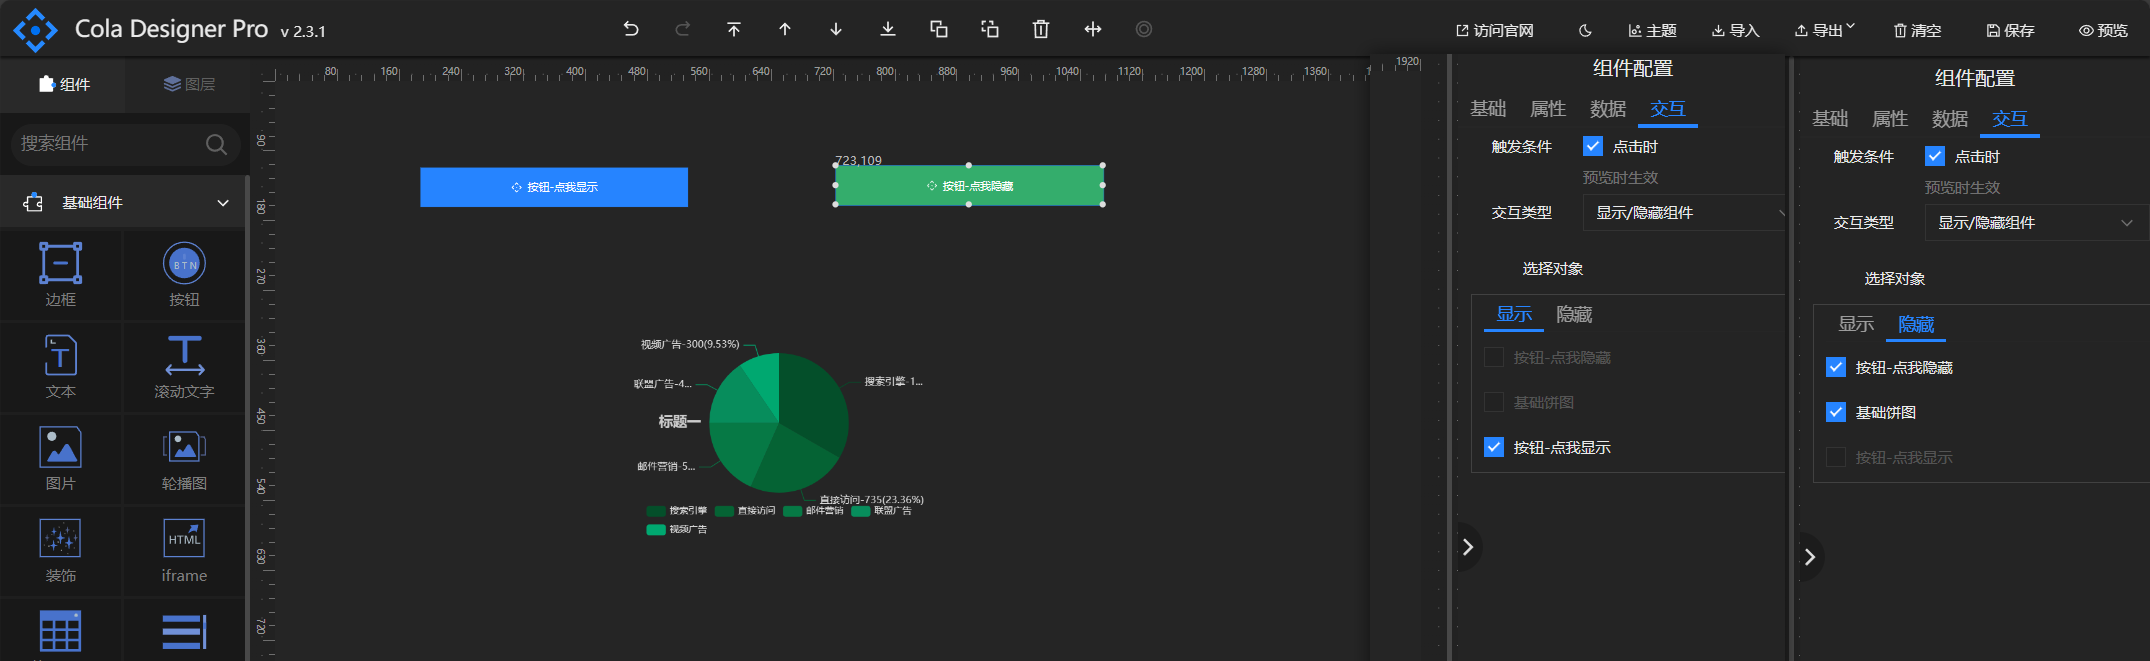 Cola Designer Pro v 2.3.1
访问官网
主题
导入
导出
清空
保存
预览
组件
图层
搜索组件
基础组件
边框
BTN
按钮
T
文本
T
滚动文字
图片
轮播图
装饰
HTML
iframe
80 160 240 320 400 480 560 640 720 800 880 960 1040 1120 1200 1280 1360 1920
90
180
270
360
450
540
630
720
按钮-点我显示
723,109
按钮-点我隐藏
视频广告-300(9.53%)
联盟广告-4...
搜索引擎-1...
标题一
邮件营销-5...
直接访问-735(23.36%)
搜索引擎 直接访问 邮件营销 联盟广告
视频广告
组件配置
基础 属性 数据 交互
触发条件 点击时
预览时生效
交互类型 显示/隐藏组件
选择对象
显示 隐藏
按钮-点我隐藏
基础饼图
按钮-点我显示
组件配置
基础 属性 数据 交互
触发条件 点击时
预览时生效
交互类型 显示/隐藏组件
选择对象
显示 隐藏
按钮-点我隐藏
基础饼图
按钮-点我显示